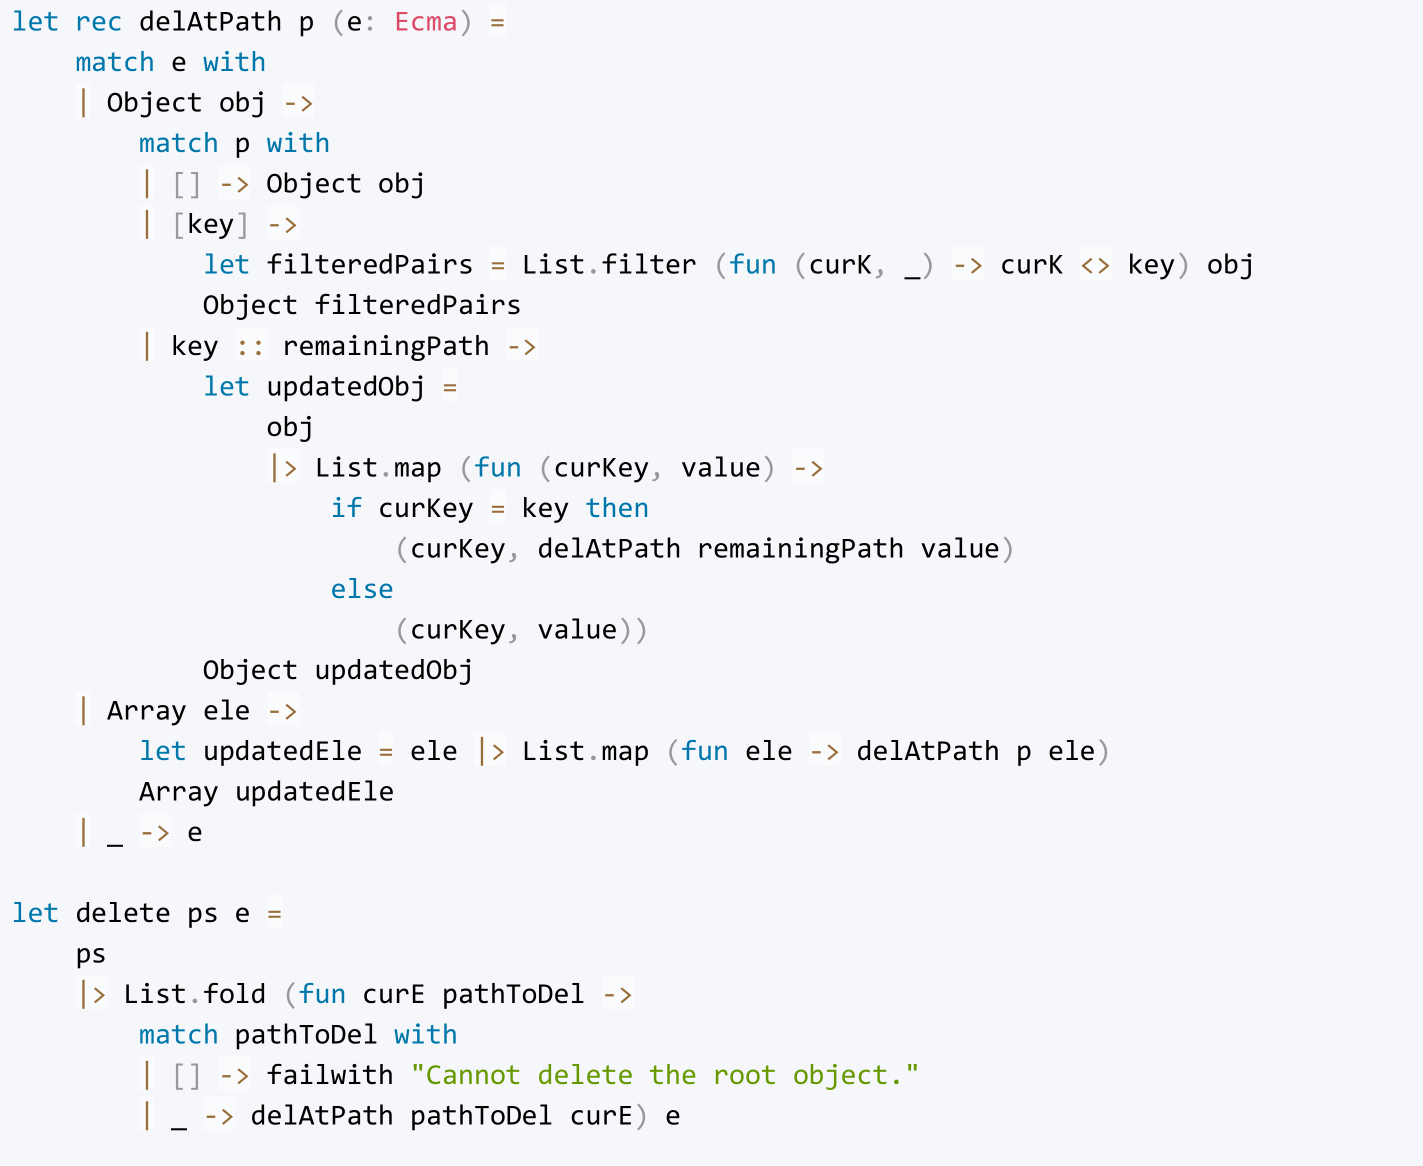 let rec delAtPath p (e: Ecma) =
    match e with
    | Object obj ->
        match p with
        | [] -> Object obj
        | [key] ->
            let filteredPairs = List.filter (fun (curK, _) -> curK <> key) obj
            Object filteredPairs
        | key :: remainingPath ->
            let updatedObj =
                obj
                |> List.map (fun (curKey, value) ->
                    if curKey = key then
                        (curKey, delAtPath remainingPath value)
                    else
                        (curKey, value))
            Object updatedObj
    | Array ele ->
        let updatedEle = ele |> List.map (fun ele -> delAtPath p ele)
        Array updatedEle
    | _ -> e

let delete ps e =
    ps
    |> List.fold (fun curE pathToDel ->
        match pathToDel with
        | [] -> failwith "Cannot delete the root object."
        | _ -> delAtPath pathToDel curE) e